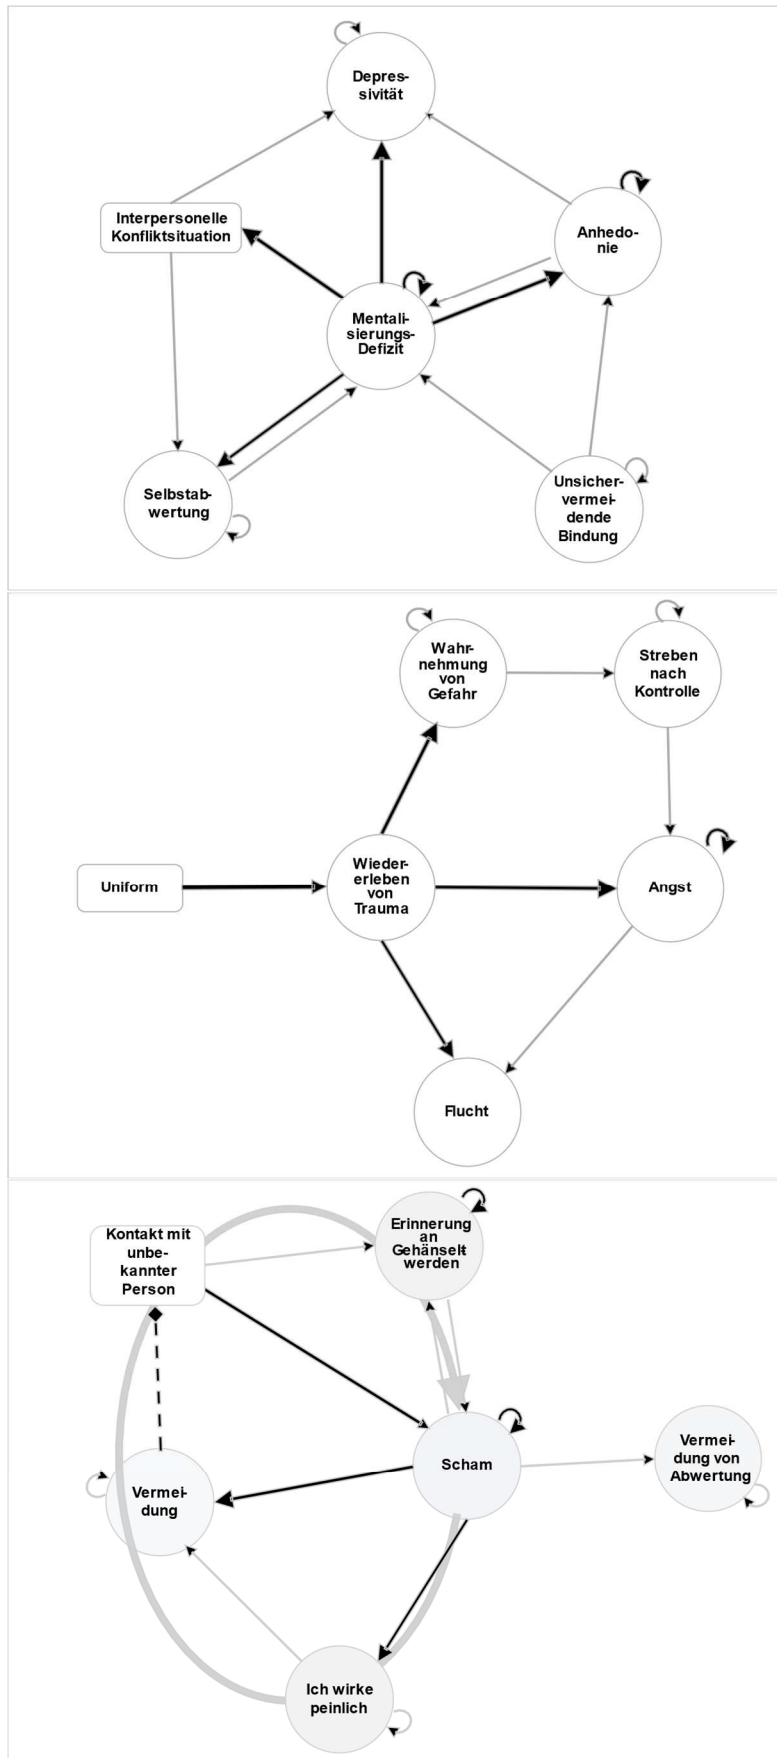 Depres-
sivität
Interpersonelle
Konfliktsituation
Anhedo-
nie
Mentali-
sierungs-
Defizit
Selbstab-
wertung
Unsicher-
vermei-
dende
Bindung
Wahr-
nehmung
von
Gefahr
Streben
nach
Kontrolle
Uniform
Wieder-
erleben
von
Trauma
Angst
Flucht
Kontakt mit
unbe-
kannter
Person
Erinnerung
an
Gehänselt
werden
Scham
Vermei-
dung von
Abwertung
Vermei-
dung
Ich wirke
peinlich